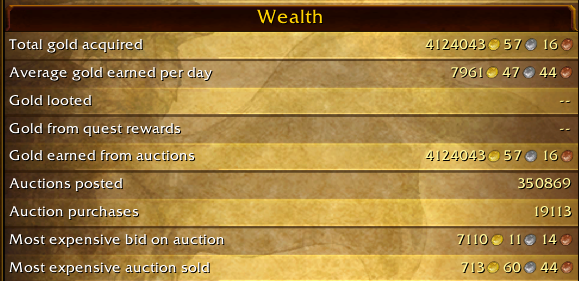 Wealth
Total gold acquired 4124043 57 16
Average gold earned per day 7961 47 44
Gold looted --
Gold from quest rewards --
Gold earned from auctions 4124043 57 16
Auctions posted 350869
Auction purchases 19113
Most expensive bid on auction 7110 11 14
Most expensive auction sold 713 60 44